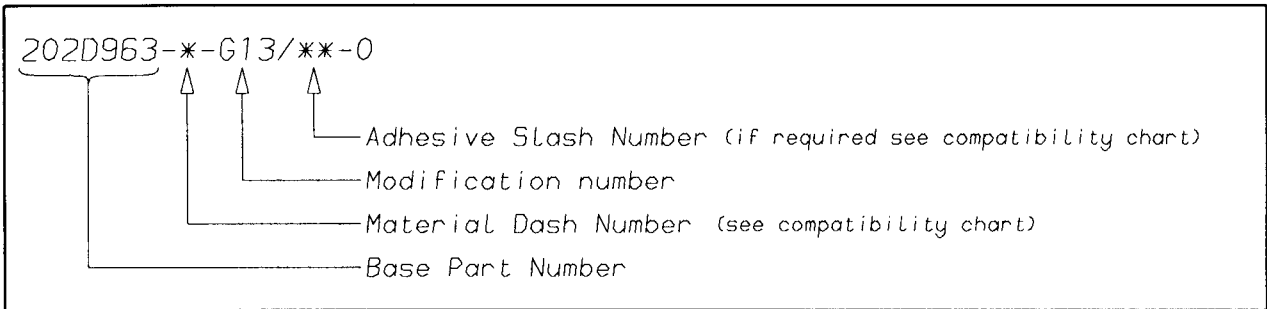 202D963-*-G13/**-0
Adhesive Slash Number (if required see compatibility chart)
Modification number
Material Dash Number (see compatibility chart)
Base Part Number